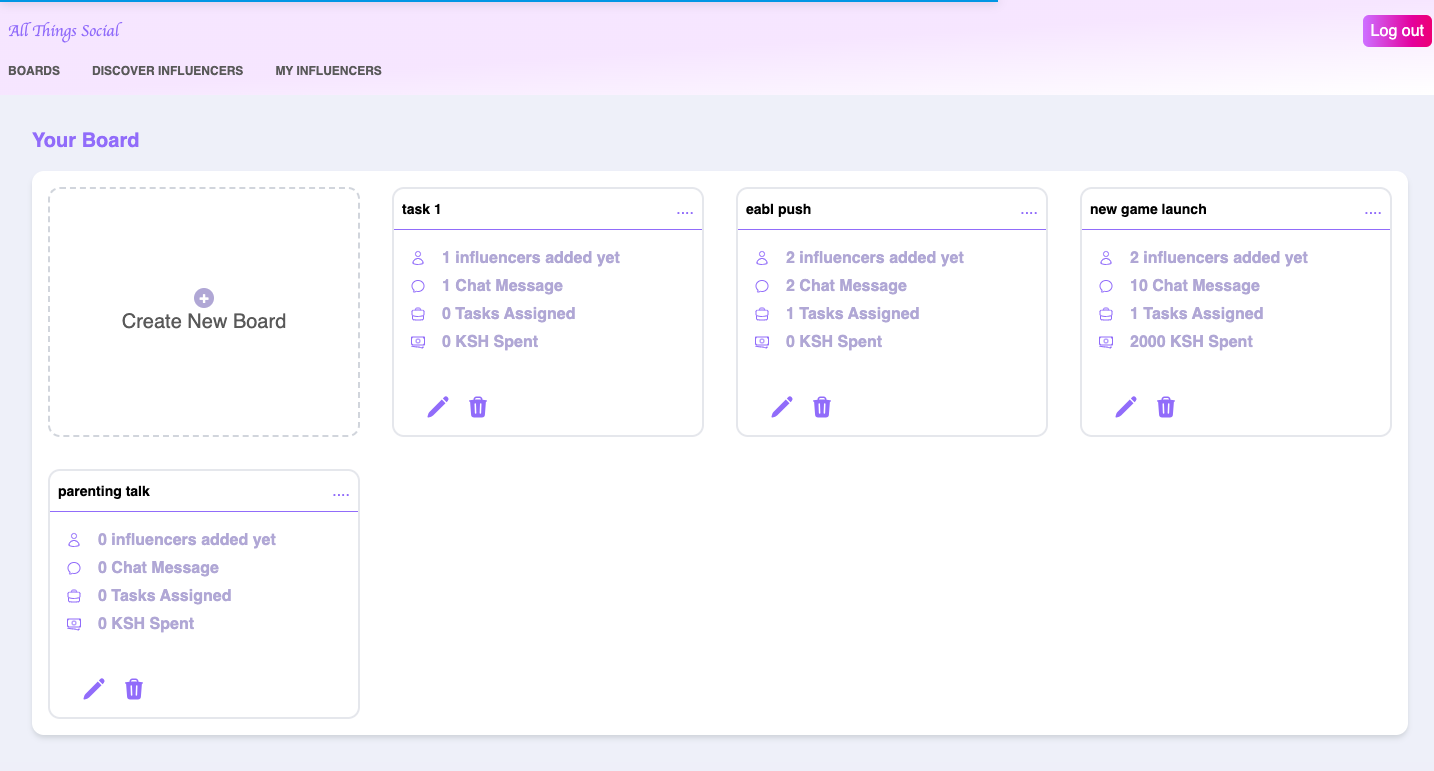 All Things Social
Log out
BOARDS DISCOVER INFLUENCERS MY INFLUENCERS
Your Board
Create New Board
task 1 ....
1 influencers added yet
1 Chat Message
0 Tasks Assigned
0 KSH Spent
eabl push ....
2 influencers added yet
2 Chat Message
1 Tasks Assigned
0 KSH Spent
new game launch ....
2 influencers added yet
10 Chat Message
1 Tasks Assigned
2000 KSH Spent
parenting talk ....
0 influencers added yet
0 Chat Message
0 Tasks Assigned
0 KSH Spent